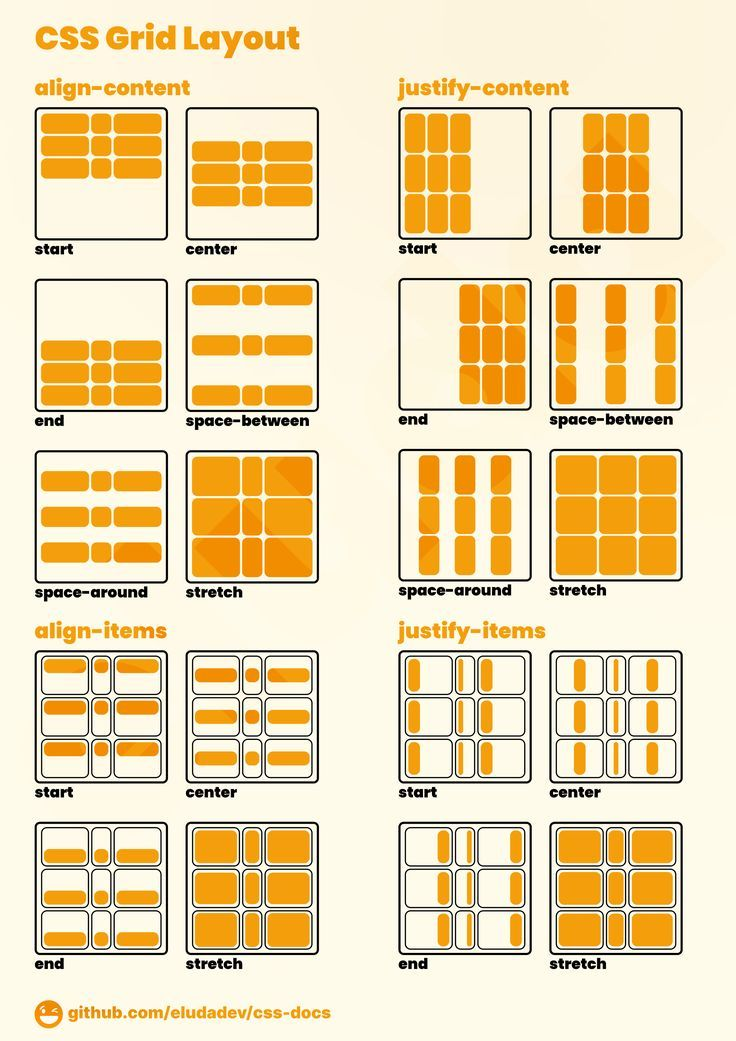 CSS Grid Layout
align-content
justify-content
start
center
start
center
end
space-between
end
space-between
space-around
stretch
space-around
stretch
align-items
justify-items
start
center
start
center
end
stretch
end
stretch
github.com/eludadev/css-docs